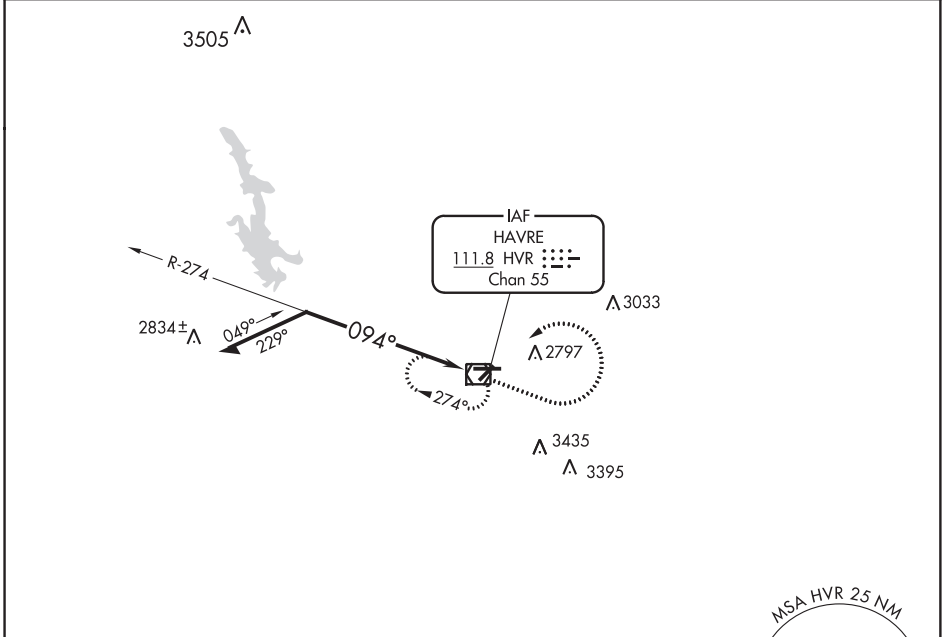 3505
IAF
HAVRE
111.8 HVR
Chan 55
R-274
3033
2834±
049°
229°
094°
2797
274°
3435
3395
MSA HVR 25 NM